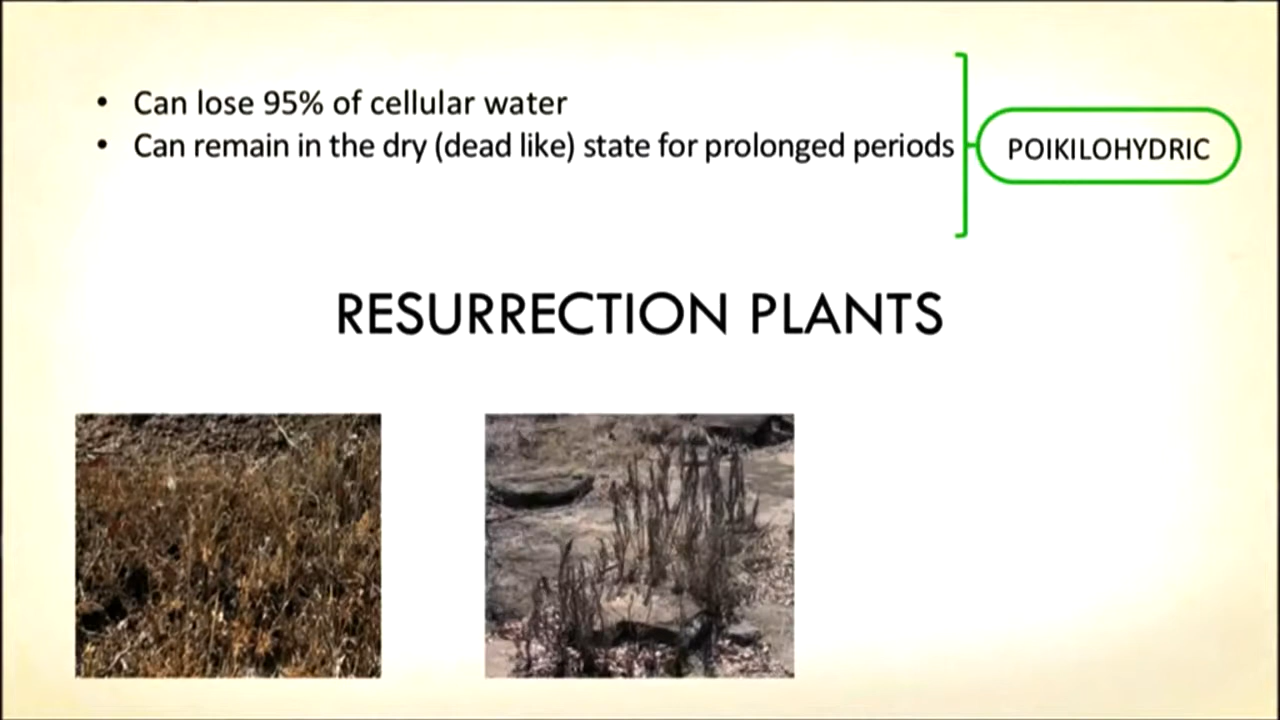 • Can lose 95% of cellular water
• Can remain in the dry (dead like) state for prolonged periods
POIKILOHYDRIC
RESURRECTION PLANTS